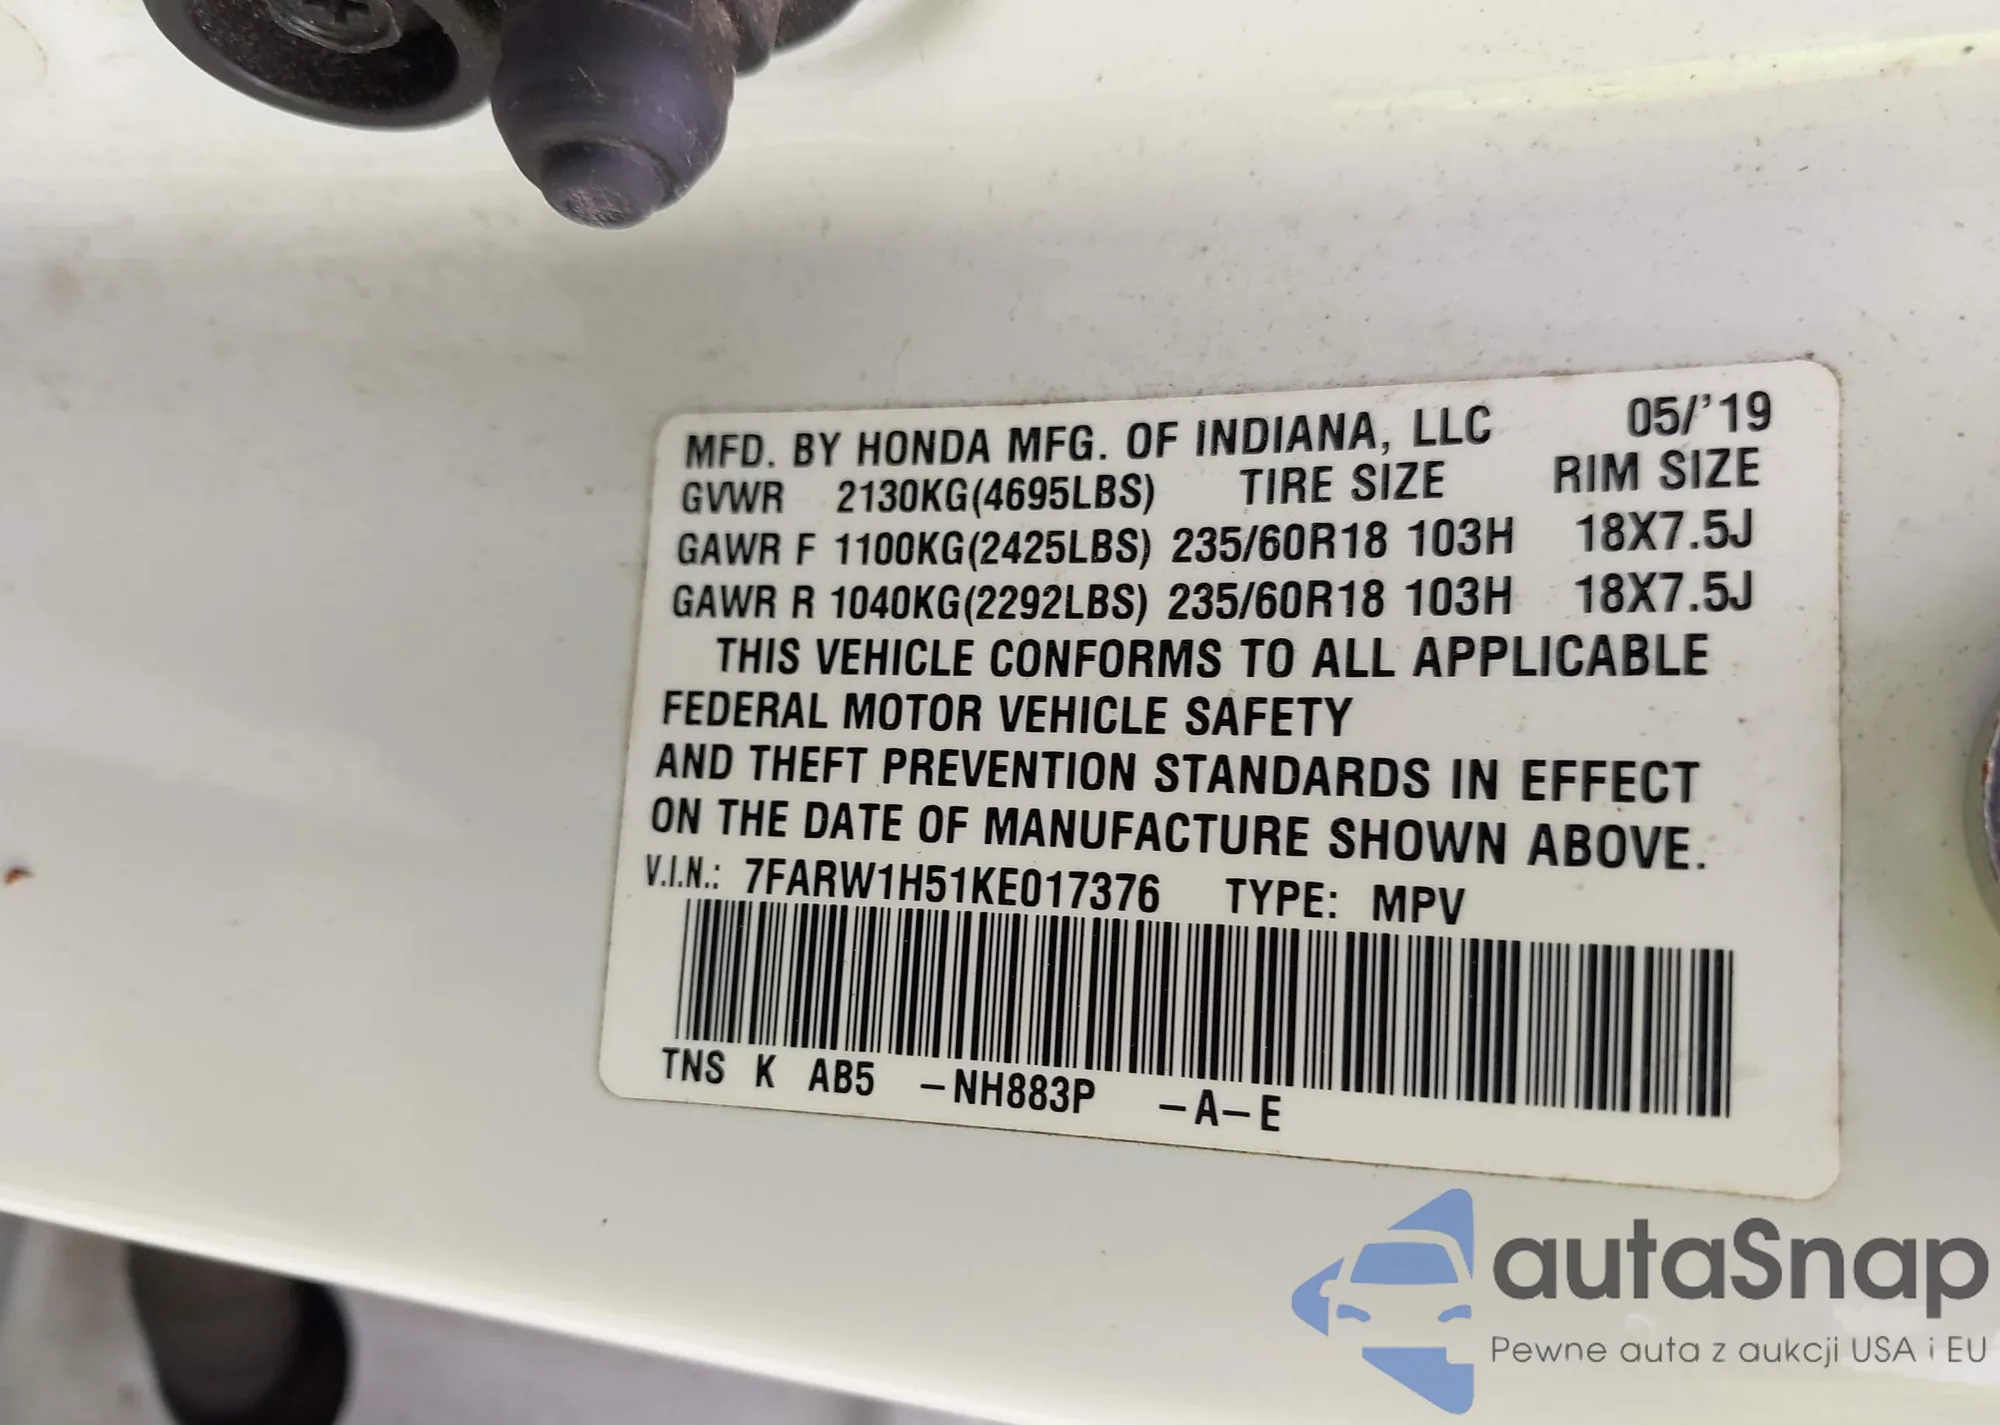 MFD. BY HONDA MFG. OF INDIANA, LLC 05/'19
GVWR 2130KG(4695LBS) TIRE SIZE RIM SIZE
GAWR F 1100KG(2425LBS) 235/60R18 103H 18X7.5J
GAWR R 1040KG(2292LBS) 235/60R18 103H 18X7.5J
THIS VEHICLE CONFORMS TO ALL APPLICABLE
FEDERAL MOTOR VEHICLE SAFETY
AND THEFT PREVENTION STANDARDS IN EFFECT
ON THE DATE OF MANUFACTURE SHOWN ABOVE.
V.I.N.: 7FARW1H51KE017376 TYPE: MPV
TNS K AB5 -NH883P -A-E
autaSnap
Pewne auta z aukcji USA i EU